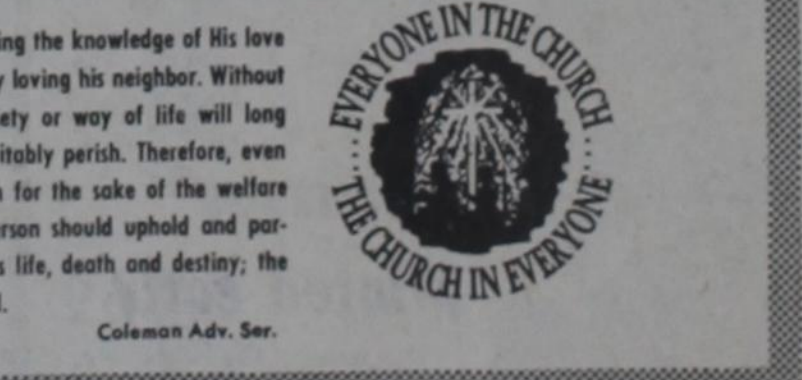 ing the knowledge of His love
loving his neighbor. Without
ety or way of life will long
itably perish. Therefore, even
for the sake of the welfare
rson should uphold and par-
s life, death and destiny; the
Coleman Adv. Ser.
EVERYONE IN THE CHURCH
...THE CHURCH IN EVERYONE...